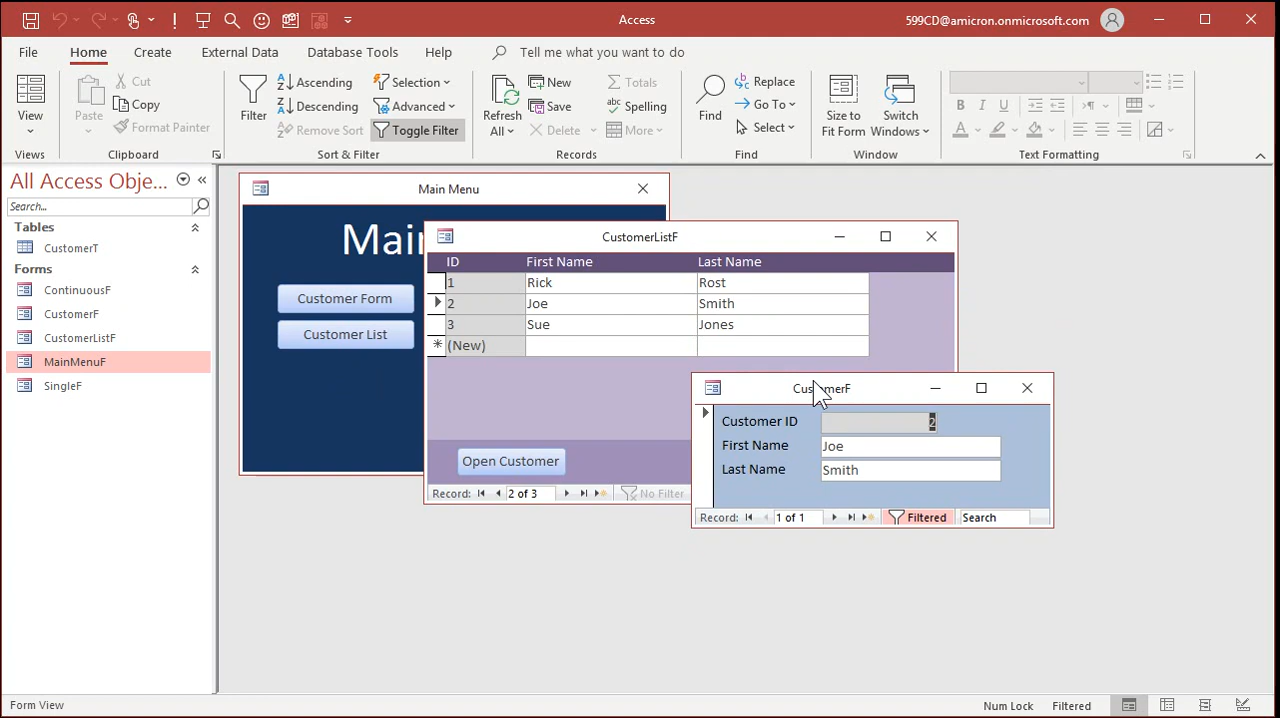 Access
599CD@amicron.onmicrosoft.com
File Home Create External Data Database Tools Help Tell me what you want to do
View
Views
Paste
Cut
Copy
Format Painter
Clipboard
Filter
Ascending
Descending
Remove Sort
Selection
Advanced
Toggle Filter
Sort & Filter
Refresh
All
New
Save
Delete
Totals
Spelling
More
Records
Find
Replace
Go To
Select
Find
Size to
Fit Form
Switch
Windows
Window
B I U
A
Text Formatting
All Access Obje...
Search...
Tables
CustomerT
Forms
ContinuousF
CustomerF
CustomerListF
MainMenuF
SingleF
Main Menu
Mai
Customer Form
Customer List
CustomerListF
ID First Name Last Name
1 Rick Rost
2 Joe Smith
3 Sue Jones
(New)
Open Customer
Record: 2 of 3 No Filter
CustomerF
Customer ID 2
First Name Joe
Last Name Smith
Record: 1 of 1 Filtered Search
Form View
Num Lock Filtered